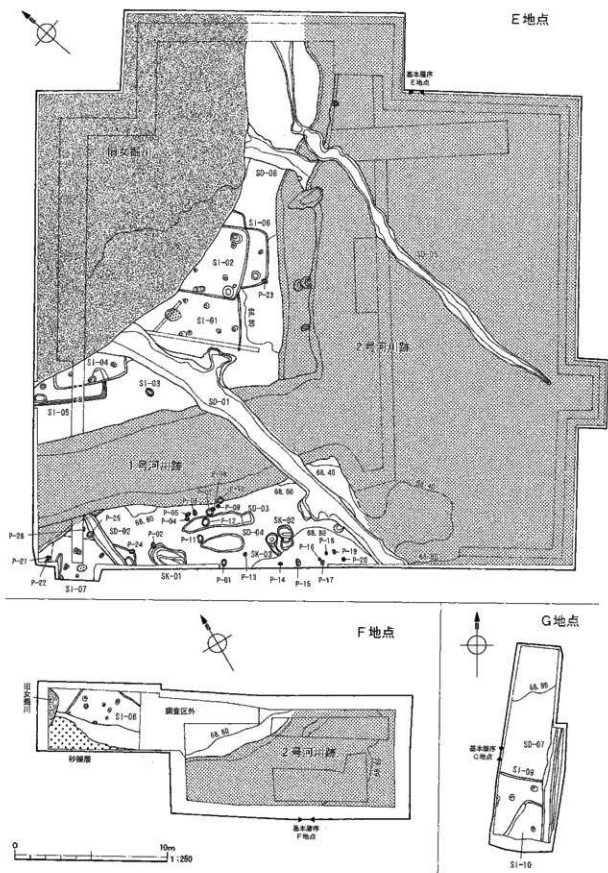 E地点
基本層序
E地点
旧女堀川
SD-06
SI-06
SI-02
P-23
68.80
SI-01
SD-05
2号河川跡
SI-04
SI-03
SI-05
SD-01
1号河川跡
68.40
68.60
68.80
P-05
P-04
P-09
P-12
SD-03
P-25
P-26
SD-02
P-02
P-11
SD-04
SK-02
68.80
P-18
P-16
P-19
P-20
P-27
P-22
P-24
SK-03
SI-07
SK-01
P-01
P-13
P-14
P-15
P-17
F地点
旧女堀川
SI-08
調査区外
68.60
2号河川跡
砂礫層
基本層序
F地点
0
10m
1:250
G地点
68.95
SD-07
基本層序
G地点
SI-09
SI-10